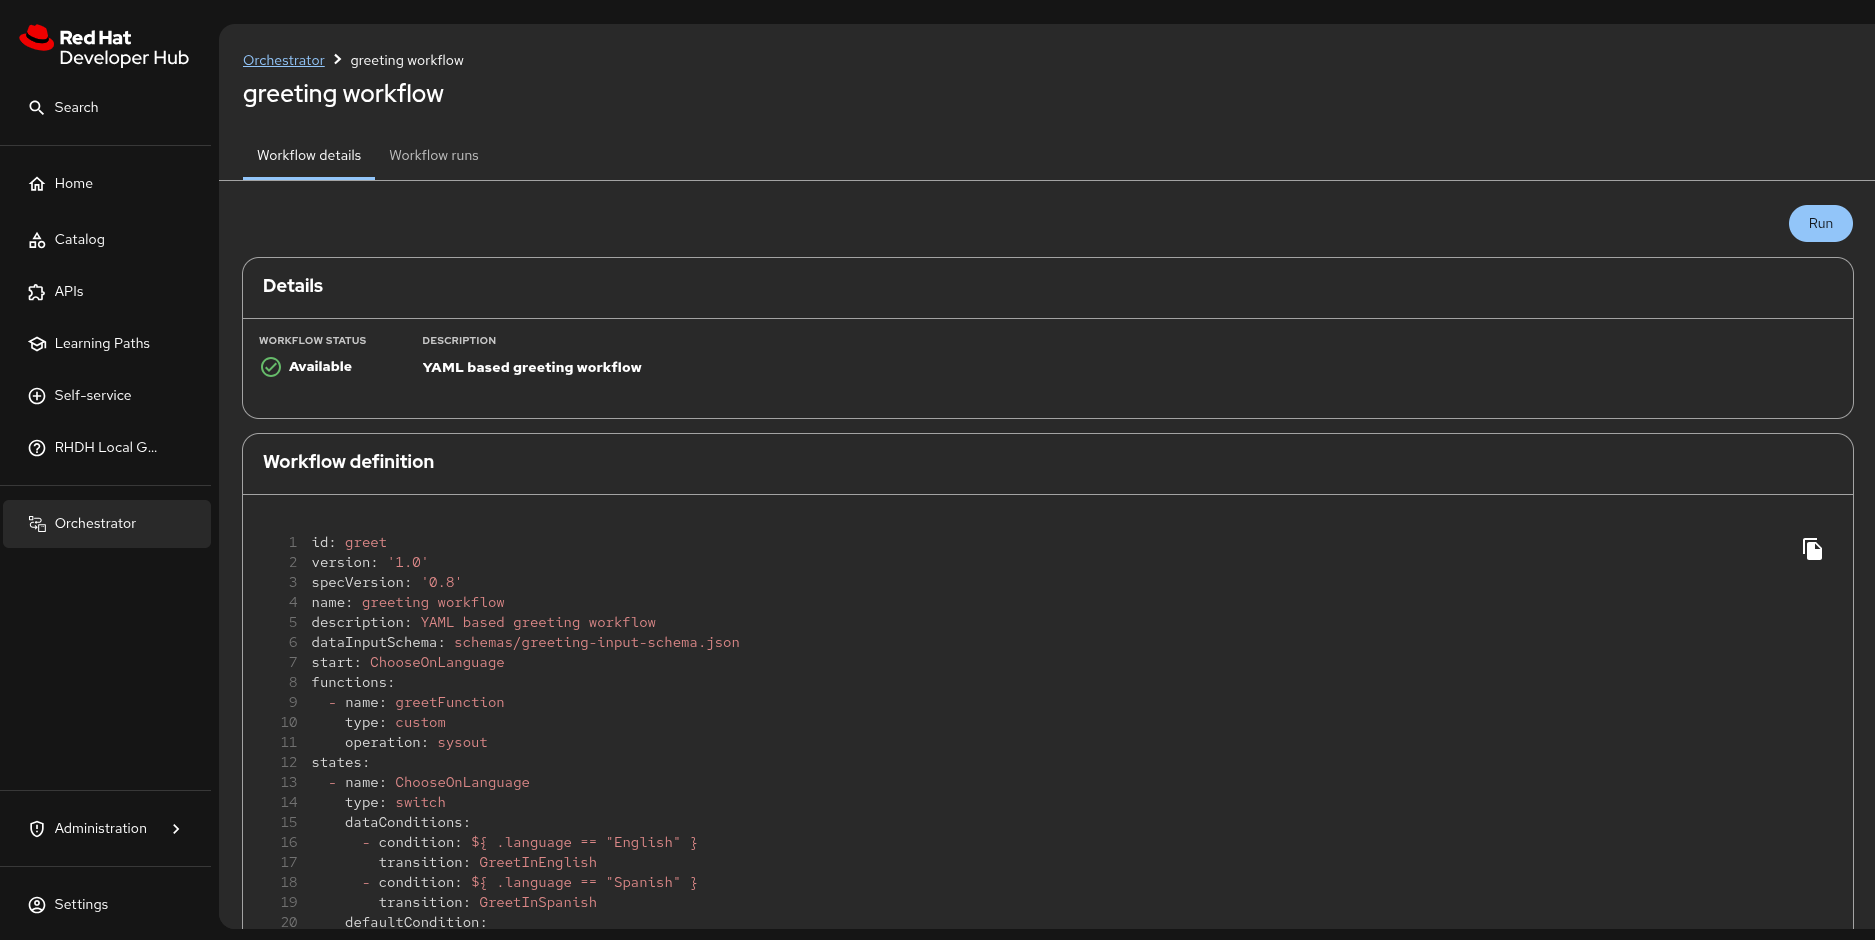 Red Hat
Developer Hub
Search
Home
Catalog
APIs
Learning Paths
Self-service
RHDH Local G...
Orchestrator
Administration
Settings
Orchestrator > greeting workflow
greeting workflow
Workflow details Workflow runs
Run
Details
WORKFLOW STATUS DESCRIPTION
Available YAML based greeting workflow
Workflow definition
1 id: greet
2 version: '1.0'
3 specVersion: '0.8'
4 name: greeting workflow
5 description: YAML based greeting workflow
6 dataInputSchema: schemas/greeting-input-schema.json
7 start: ChooseOnLanguage
8 functions:
9   - name: greetFunction
10     type: custom
11     operation: sysout
12 states:
13   - name: ChooseOnLanguage
14     type: switch
15     dataConditions:
16       - condition: ${ .language == "English" }
17         transition: GreetInEnglish
18       - condition: ${ .language == "Spanish" }
19         transition: GreetInSpanish
20     defaultCondition: